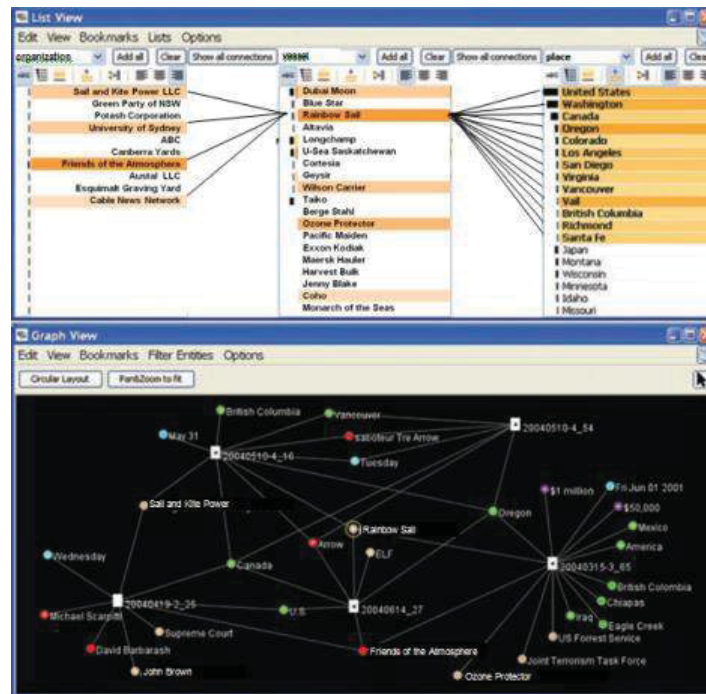 List View
Edit View Bookmarks Lists Options
organization Add all Clear Show all connections vessel Add all Clear Show all connections place Add all Clea
Sail and Kite Power LLC
Green Party of NSW
Potash Corporation
University of Sydney
ABC
Canberra Yards
Friends of the Atmosphere
Austal LLC
Esquimalt Graving Yard
Cable News Network
Dubai Moon
Blue Star
Rainbow Sail
Altavia
Longchamp
U-Sea Saskatchewan
Cortesia
Geysir
Wilson Carrier
Taiko
Berge Stahl
Ozone Protector
Pacific Maiden
Exxon Kodiak
Maersk Hauler
Harvest Bulk
Jenny Blake
Coho
Monarch of the Seas
United States
Washington
Canada
Oregon
Colorado
Los Angeles
San Diego
Virginia
Vancouver
Vail
British Columbia
Richmond
Santa Fe
Japan
Montana
Wisconsin
Minnesota
Idaho
Missouri
Graph View
Edit View Bookmarks Filter Entities Options
Circular Layout Pan&Zoom to fit
British Columbia
Vancouver
20040510-4_54
May 31
saboteur Tre Arrow
20040510-4_16
Tuesday
$1 million
Fri Jun 01 2001
Sail and Kite Power
$50,000
Oregon
Rainbow Sail
Mexico
Arrow
America
Wednesday
ELF
Canada
20040315-3_65
British Columbia
20040419-2_26
Chiapas
U.S.
20040614_27
Michael Scarpitti
Iraq
Eagle Creek
Supreme Court
US Forrest Service
David Barbarash
Friends of the Atmosphere
Joint Terrorism Task Force
John Brown
Ozone Protector